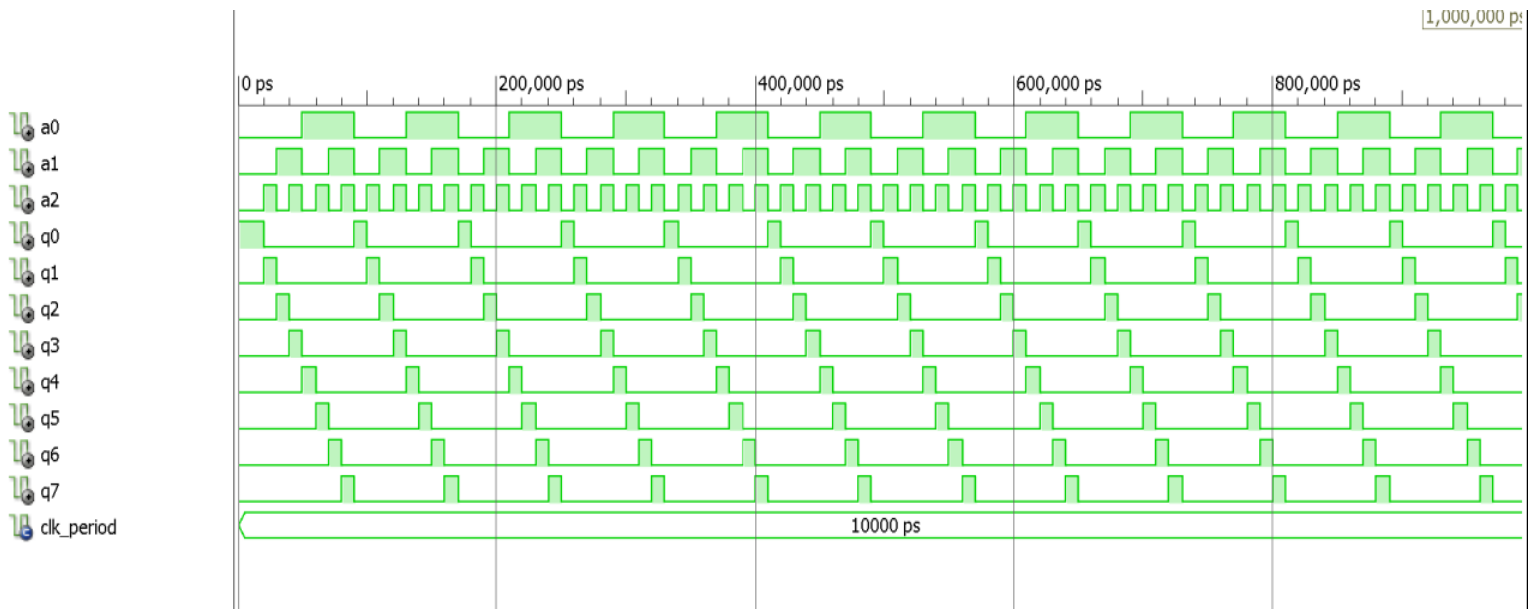 1,000,000 ps
0 ps 200,000 ps 400,000 ps 600,000 ps 800,000 ps
a0
a1
a2
q0
q1
q2
q3
q4
q5
q6
q7
clk_period 10000 ps